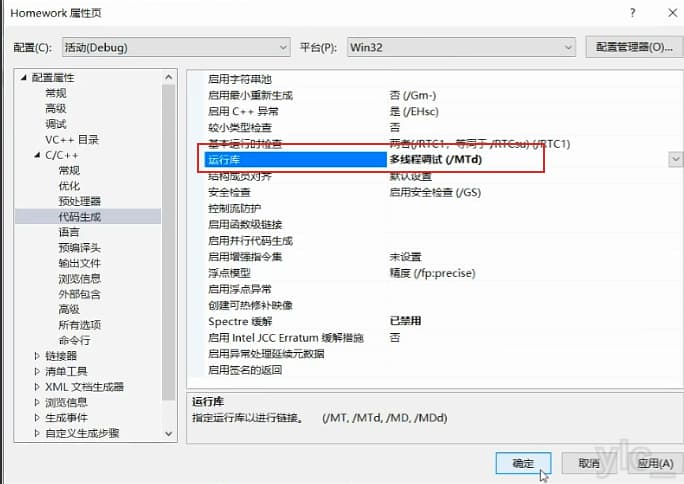 Homework 属性页
? ×
配置(C): 活动(Debug) 平台(P): Win32 配置管理器(O)...
配置属性
常规
高级
调试
VC++ 目录
C/C++
常规
优化
预处理器
代码生成
语言
预编译头
输出文件
浏览信息
外部包含
高级
所有选项
命令行
链接器
清单工具
XML 文档生成器
浏览信息
生成事件
自定义生成步骤
启用字符串池
启用最小重新生成 否 (/Gm-)
启用 C++ 异常 是 (/EHsc)
较小类型检查 否
基本运行时检查 两者(/RTC1，等同于 /RTCsu) (/RTC1)
运行库 多线程调试 (/MTd)
结构成员对齐 默认设置
安全检查 启用安全检查 (/GS)
控制流防护
启用函数级链接
启用并行代码生成
启用增强指令集 未设置
浮点模型 精度 (/fp:precise)
启用浮点异常
创建可热修补映像
Spectre 缓解 已禁用
启用 Intel JCC Erratum 缓解措施 否
启用异常处理延续元数据
启用签名的返回
运行库
指定运行库以进行链接。 (/MT, /MTd, /MD, /MDd)
确定 取消 应用(A)
ylc_